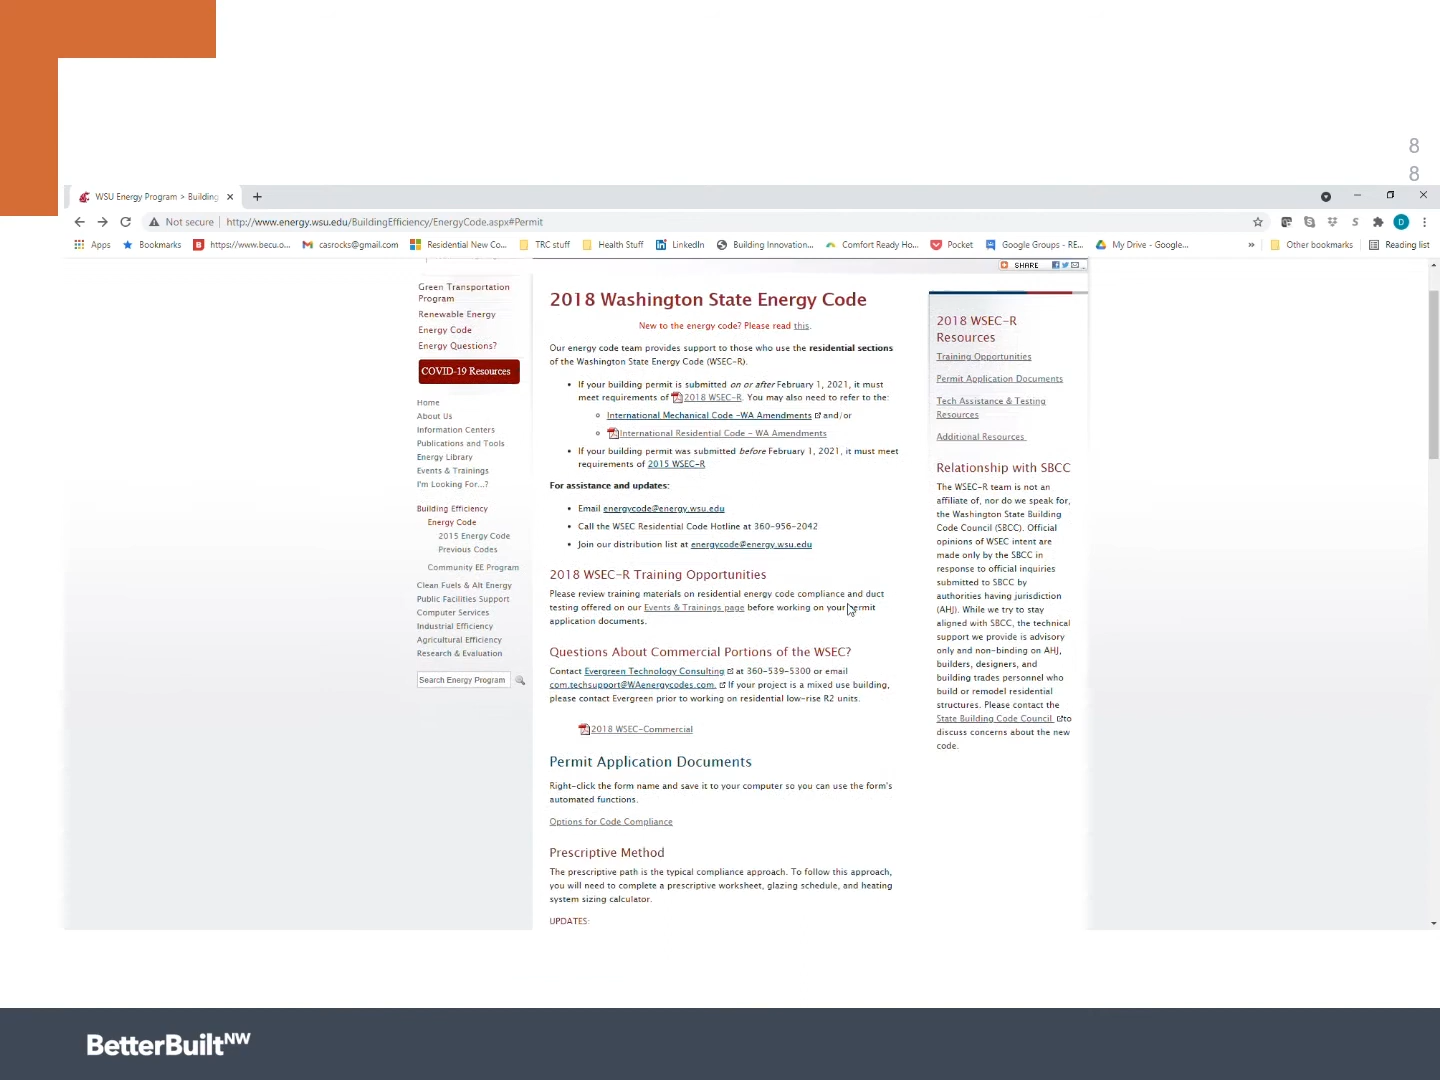 8
8
WSU Energy Program > Building
Not secure | http://www.energy.wsu.edu/BuildingEfficiency/EnergyCode.aspx#Permit
Apps Bookmarks https://www.becu.o... casrocks@gmail.com Residential New Co... TRC stuff Health Stuff LinkedIn Building Innovation... Comfort Ready Ho... Pocket Google Groups - RE... My Drive - Google... » Other bookmarks Reading list
SHARE
Green Transportation
Program
Renewable Energy
Energy Code
Energy Questions?
COVID-19 Resources
Home
About Us
Information Centers
Publications and Tools
Energy Library
Events & Trainings
I'm Looking For...?
Building Efficiency
Energy Code
2015 Energy Code
Previous Codes
Community EE Program
Clean Fuels & Alt Energy
Public Facilities Support
Computer Services
Industrial Efficiency
Agricultural Efficiency
Research & Evaluation
Search Energy Program
2018 Washington State Energy Code
New to the energy code? Please read this.
Our energy code team provides support to those who use the residential sections
of the Washington State Energy Code (WSEC-R).
• If your building permit is submitted on or after February 1, 2021, it must
meet requirements of 2018 WSEC-R. You may also need to refer to the:
International Mechanical Code -WA Amendments and/or
International Residential Code - WA Amendments
• If your building permit was submitted before February 1, 2021, it must meet
requirements of 2015 WSEC-R
For assistance and updates:
• Email energycode@energy.wsu.edu
• Call the WSEC Residential Code Hotline at 360-956-2042
• Join our distribution list at energycode@energy.wsu.edu
2018 WSEC-R Training Opportunities
Please review training materials on residential energy code compliance and duct
testing offered on our Events & Trainings page before working on your permit
application documents.
Questions About Commercial Portions of the WSEC?
Contact Evergreen Technology Consulting at 360-539-5300 or email
com.techsupport@WAenergycodes.com. If your project is a mixed use building,
please contact Evergreen prior to working on residential low-rise R2 units.
2018 WSEC-Commercial
Permit Application Documents
Right-click the form name and save it to your computer so you can use the form's
automated functions.
Options for Code Compliance
Prescriptive Method
The prescriptive path is the typical compliance approach. To follow this approach,
you will need to complete a prescriptive worksheet, glazing schedule, and heating
system sizing calculator.
UPDATES:
2018 WSEC-R
Resources
Training Opportunities
Permit Application Documents
Tech Assistance & Testing
Resources
Additional Resources
Relationship with SBCC
The WSEC-R team is not an
affiliate of, nor do we speak for,
the Washington State Building
Code Council (SBCC). Official
opinions of WSEC intent are
made only by the SBCC in
response to official inquiries
submitted to SBCC by
authorities having jurisdiction
(AHJ). While we try to stay
aligned with SBCC, the technical
support we provide is advisory
only and non-binding on AHJ,
builders, designers, and
building trades personnel who
build or remodel residential
structures. Please contact the
State Building Code Council to
discuss concerns about the new
code.
BetterBuiltNW